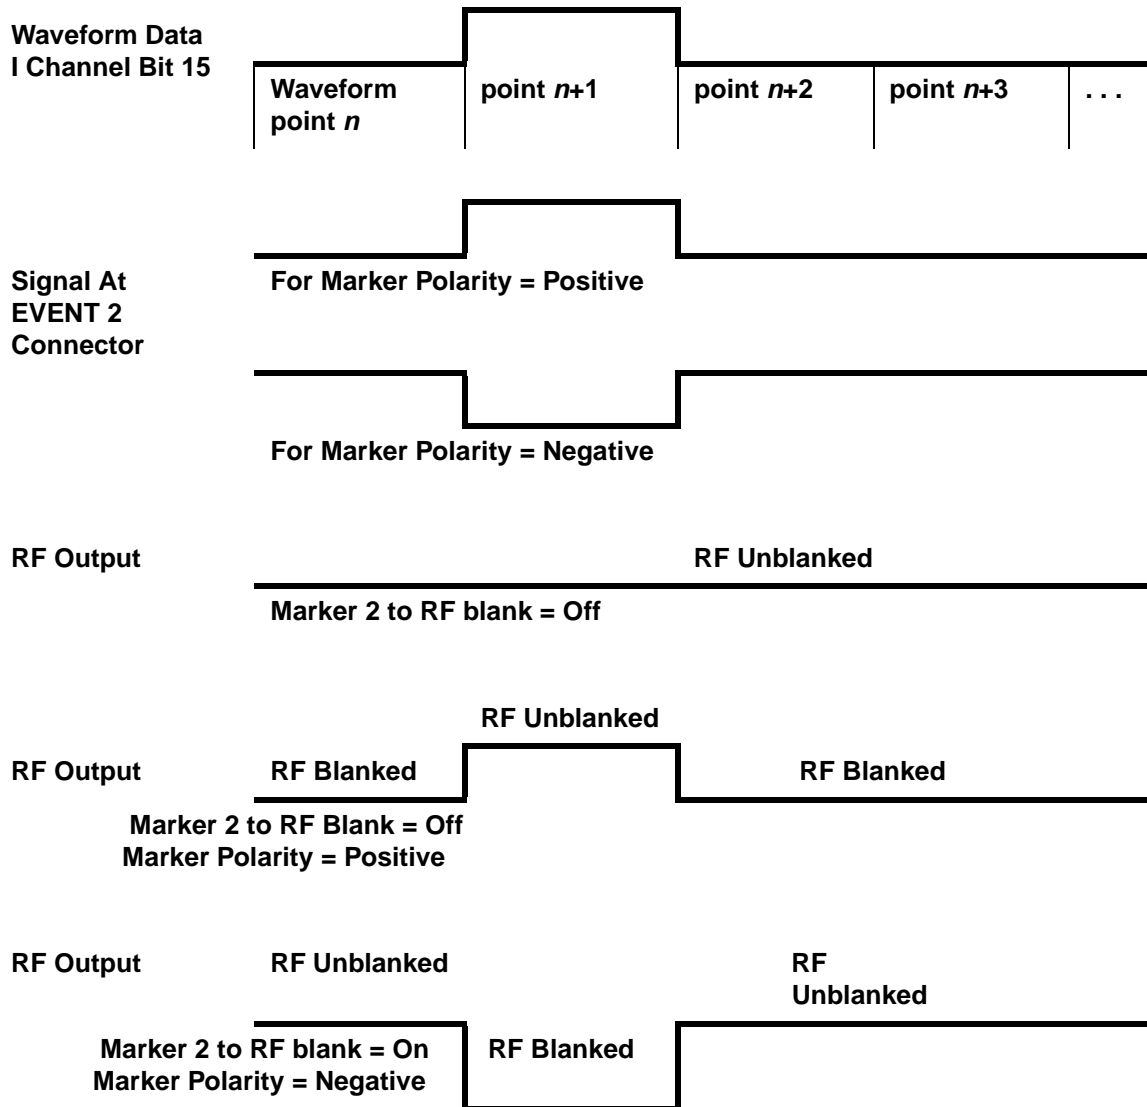 Waveform Data
I Channel Bit 15
Waveform
point n
point n+1
point n+2
point n+3
. . .
Signal At
EVENT 2
Connector
For Marker Polarity = Positive
For Marker Polarity = Negative
RF Output
RF Unblanked
Marker 2 to RF blank = Off
RF Unblanked
RF Output
RF Blanked
RF Blanked
Marker 2 to RF Blank = Off
Marker Polarity = Positive
RF Output
RF Unblanked
RF
Unblanked
Marker 2 to RF blank = On
Marker Polarity = Negative
RF Blanked